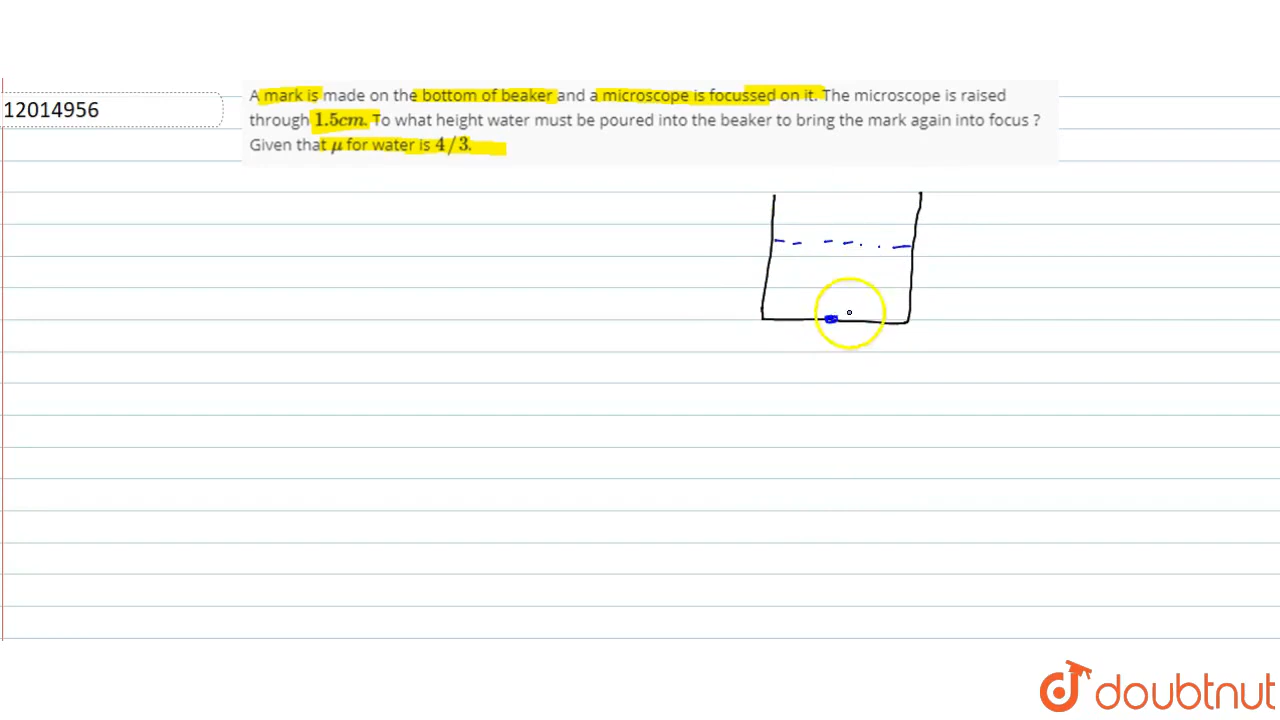 12014956
A mark is made on the bottom of beaker and a microscope is focussed on it. The microscope is raised
through 1.5cm. To what height water must be poured into the beaker to bring the mark again into focus ?
Given that μ for water is 4/3.
doubtnut